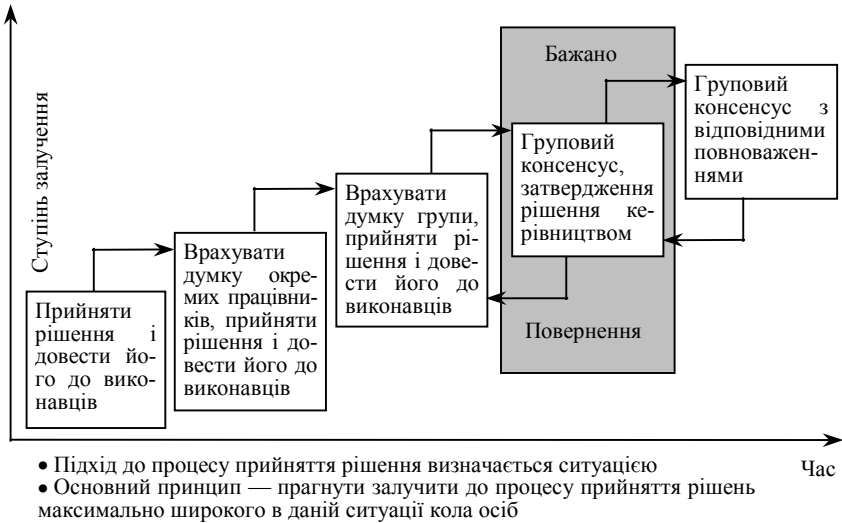 Ступінь залучення
Прийняти
рішення і
довести йо-
го до вико-
навців
Врахувати
думку окре-
мих працівни-
ків, прийняти
рішення і до-
вести його до
виконавців
Врахувати
думку групи,
прийняти рі-
шення і дове-
сти його до
виконавців
Бажано
Груповий
консенсус,
затвердження
рішення ке-
рівництвом
Повернення
Груповий
консенсус з
відповідними
повноважен-
нями
Час
• Підхід до процесу прийняття рішення визначається ситуацією
• Основний принцип — прагнути залучити до процесу прийняття рішень
максимально широкого в даній ситуації кола осіб